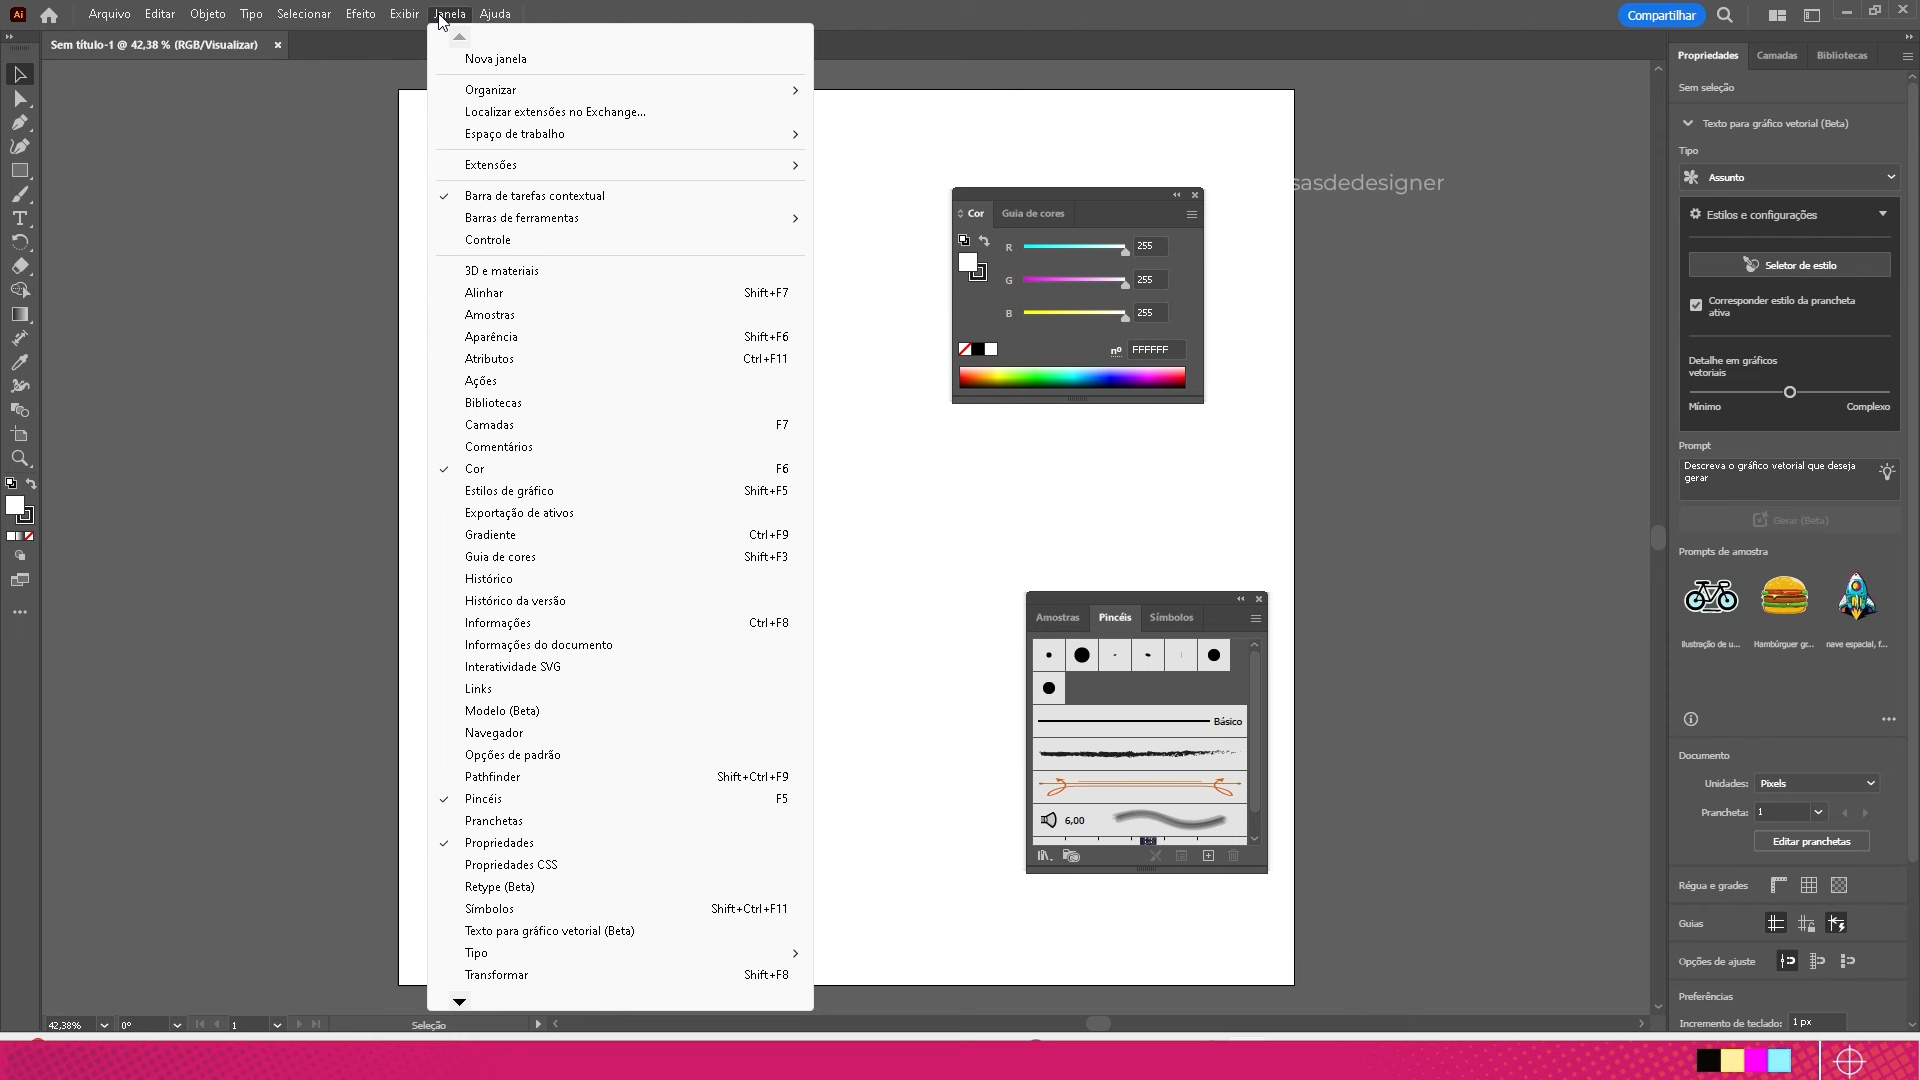 Ai
Arquivo Editar Objeto Tipo Selecionar Efeito Exibir Janela Ajuda
Compartilhar
Sem título-1 @ 42,38 % (RGB/Visualizar)
Nova janela
Organizar
Localizar extensões no Exchange...
Espaço de trabalho
Extensões
Barra de tarefas contextual
Barras de ferramentas
Controle
3D e materiais
Alinhar Shift+F7
Amostras
Aparência Shift+F6
Atributos Ctrl+F11
Ações
Bibliotecas
Camadas F7
Comentários
Cor F6
Estilos de gráfico Shift+F5
Exportação de ativos
Gradiente Ctrl+F9
Guia de cores Shift+F3
Histórico
Histórico da versão
Informações Ctrl+F8
Informações do documento
Interatividade SVG
Links
Modelo (Beta)
Navegador
Opções de padrão
Pathfinder Shift+Ctrl+F9
Pincéis F5
Pranchetas
Propriedades
Propriedades CSS
Retype (Beta)
Símbolos Shift+Ctrl+F11
Texto para gráfico vetorial (Beta)
Tipo
Transformar Shift+F8
sasdedesigner
Cor Guia de cores
R 255
G 255
B 255
nº FFFFFF
Amostras Pincéis Símbolos
Básico
6,00
Propriedades Camadas Bibliotecas
Sem seleção
Texto para gráfico vetorial (Beta)
Tipo
Assunto
Estilos e configurações
Seletor de estilo
Corresponder estilo da prancheta
ativa
Detalhe em gráficos
vetoriais
Mínimo Complexo
Prompt
Descreva o gráfico vetorial que deseja
gerar
Gerar (Beta)
Prompts de amostra
Ilustração de u... Hambúrguer gr... nave espacial, f...
Documento
Unidades: Pixels
Prancheta: 1
Editar pranchetas
Régua e grades
Guias
Opções de ajuste
Preferências
Incremento de teclado: 1 px
42,38% 0° 1 Seleção